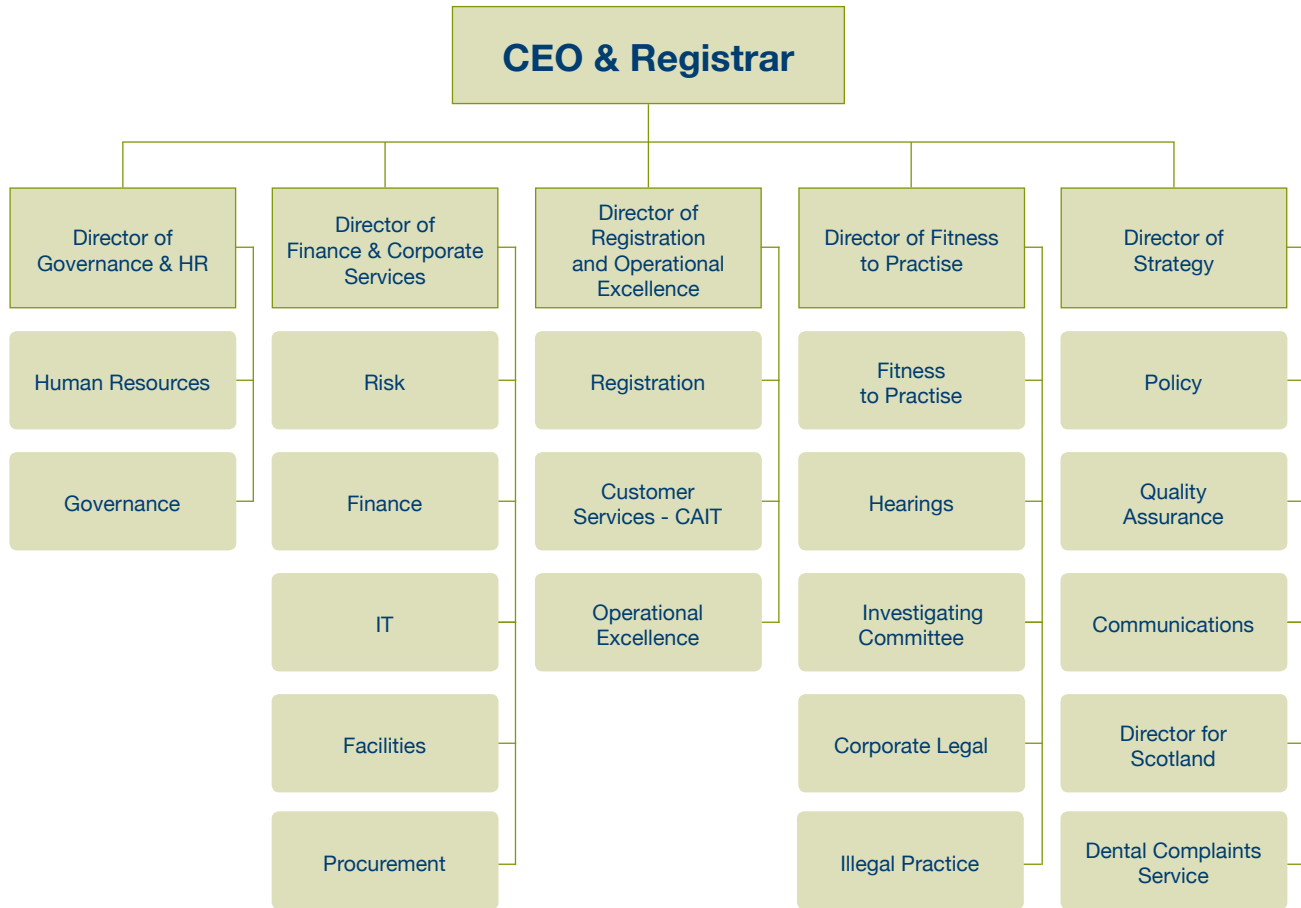 CEO & Registrar
Director of
Governance & HR
Director of
Finance & Corporate
Services
Director of
Registration
and Operational
Excellence
Director of Fitness
to Practise
Director of
Strategy
Human Resources
Risk
Registration
Fitness
to Practise
Policy
Governance
Finance
Customer
Services - CAIT
Hearings
Quality
Assurance
IT
Operational
Excellence
Investigating
Committee
Communications
Facilities
Corporate Legal
Director for
Scotland
Procurement
Illegal Practice
Dental Complaints
Service